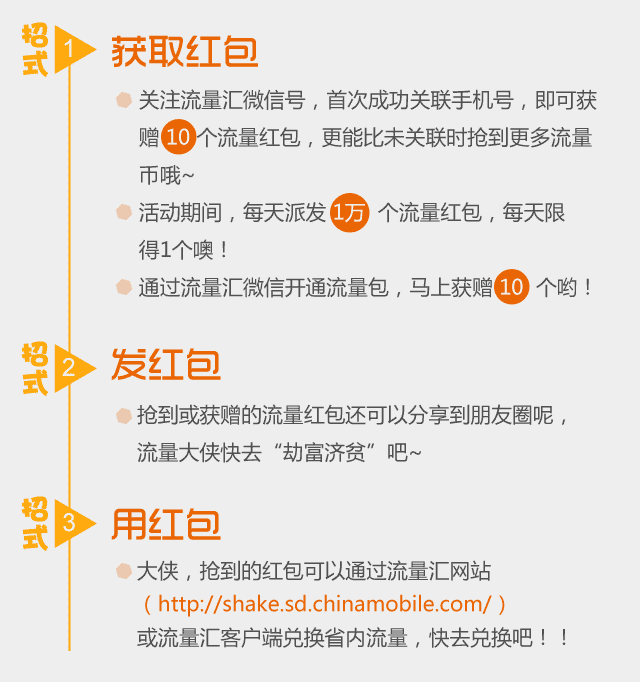 招式 1 获取红包
关注流量汇微信号，首次成功关联手机号，即可获
赠 10 个流量红包，更能比未关联时抢到更多流量
币哦~
活动期间，每天派发 1万 个流量红包，每天限
得1个噢！
通过流量汇微信开通流量包，马上获赠 10 个哟！
招式 2 发红包
抢到或获赠的流量红包还可以分享到朋友圈呢，
流量大侠快去“劫富济贫”吧~
招式 3 用红包
大侠，抢到的红包可以通过流量汇网站
（http://shake.sd.chinamobile.com/）
或流量汇客户端兑换省内流量，快去兑换吧！！